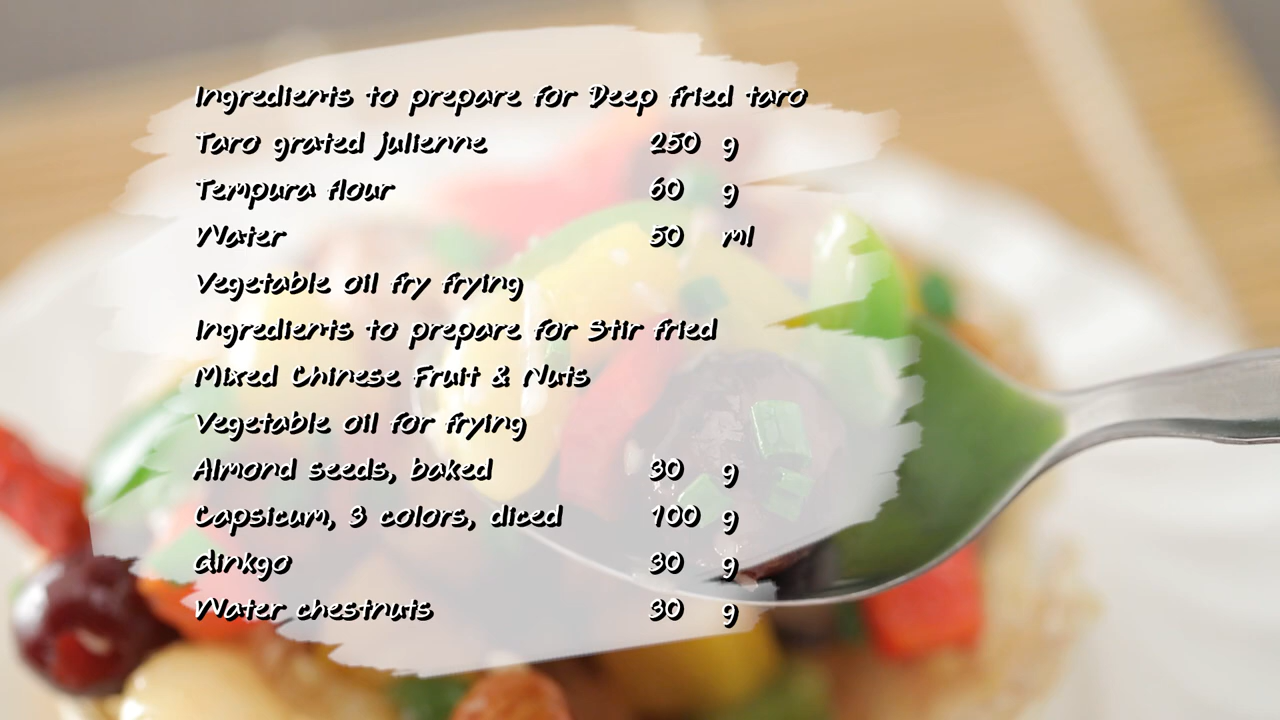 Ingredients to prepare for Deep fried taro
Taro grated julienne 250 g
Tempura flour 60 g
Water 50 ml
Vegetable oil fry frying
Ingredients to prepare for Stir fried
Mixed Chinese Fruit & Nuts
Vegetable oil for frying
Almond seeds, baked 30 g
Capsicum, 3 colors, diced 100 g
Ginkgo 30 g
Water chestnuts 30 g